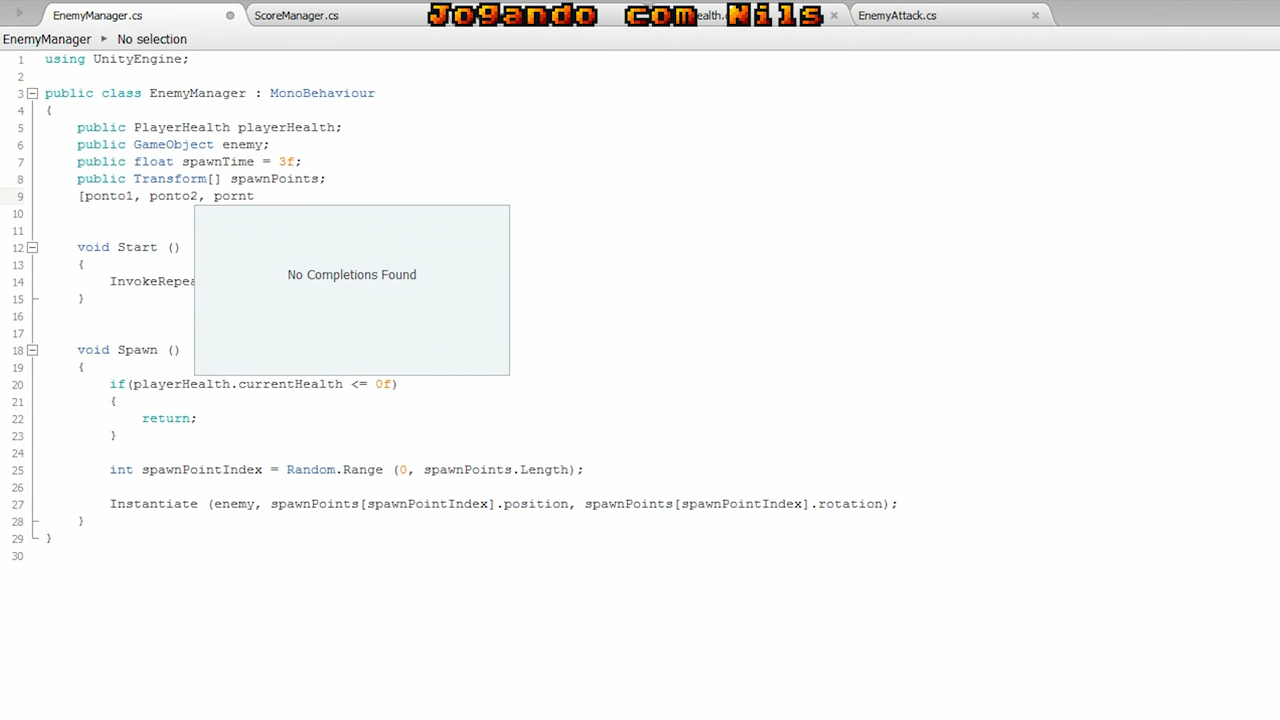 EnemyManager.cs ScoreManager.cs Jogando com Nils EnemyAttack.cs
EnemyManager No selection
1 using UnityEngine;
2
3 public class EnemyManager : MonoBehaviour
4 {
5 public PlayerHealth playerHealth;
6 public GameObject enemy;
7 public float spawnTime = 3f;
8 public Transform[] spawnPoints;
9 [ponto1, ponto2, pornt
10
11
12 void Start ()
13 {
14 InvokeRepea
15 }
16
17
18 void Spawn ()
19 {
20 if(playerHealth.currentHealth <= 0f)
21 {
22 return;
23 }
24
25 int spawnPointIndex = Random.Range (0, spawnPoints.Length);
26
27 Instantiate (enemy, spawnPoints[spawnPointIndex].position, spawnPoints[spawnPointIndex].rotation);
28 }
29 }
30
No Completions Found